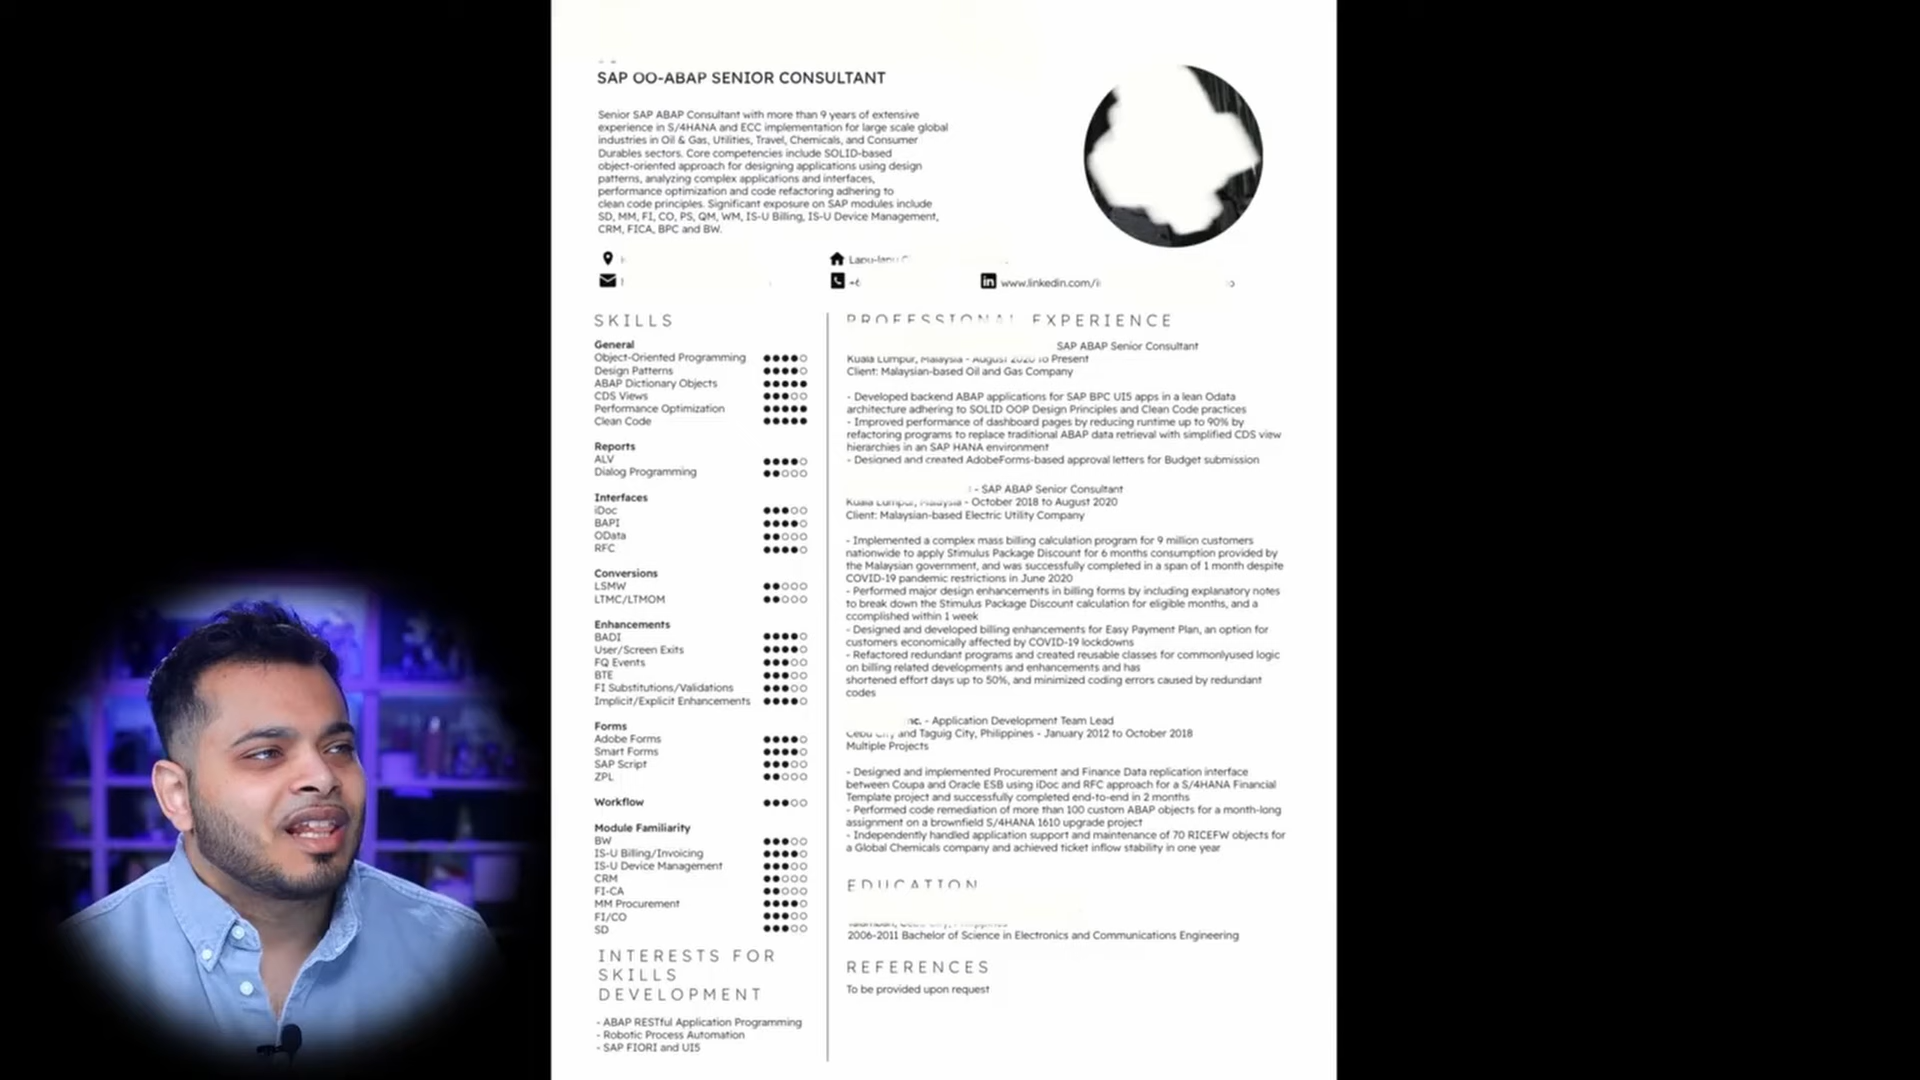 SAP OO-ABAP SENIOR CONSULTANT
Senior SAP ABAP Consultant with more than 9 years of extensive
experience in S/4HANA and ECC implementation for large scale global
industries in Oil & Gas, Utilities, Travel, Chemicals, and Consumer
Durables sectors. Core competencies include SOLID-based
object-oriented approach for designing applications using design
patterns, analyzing complex applications and interfaces,
performance optimization and code refactoring adhering to
clean code principles. Significant exposure on SAP modules include
SD, MM, FI, CO, PS, QM, WM, IS-U Billing, IS-U Device Management,
CRM, FICA, BPC and BW.
Lapu-lapu
+6
in www.linkedin.com/i
SKILLS
General
Object-Oriented Programming
Design Patterns
ABAP Dictionary Objects
CDS Views
Performance Optimization
Clean Code
Reports
ALV
Dialog Programming
Interfaces
iDoc
BAPI
OData
RFC
Conversions
LSMW
LTMC/LTMOM
Enhancements
BADI
User/Screen Exits
FQ Events
BTE
FI Substitutions/Validations
Implicit/Explicit Enhancements
Forms
Adobe Forms
Smart Forms
SAP Script
ZPL
Workflow
Module Familiarity
BW
IS-U Billing/Invoicing
IS-U Device Management
CRM
FI-CA
MM Procurement
FI/CO
SD
INTERESTS FOR
SKILLS
DEVELOPMENT
- ABAP RESTful Application Programming
- Robotic Process Automation
- SAP FIORI and UI5
PROFESSIONAL EXPERIENCE
SAP ABAP Senior Consultant
Kuala Lumpur, Malaysia - August 2020 to Present
Client: Malaysian-based Oil and Gas Company
- Developed backend ABAP applications for SAP BPC UI5 apps in a lean Odata
architecture adhering to SOLID OOP Design Principles and Clean Code practices
- Improved performance of dashboard pages by reducing runtime up to 90% by
refactoring programs to replace traditional ABAP data retrieval with simplified CDS view
hierarchies in an SAP HANA environment
- Designed and created AdobeForms-based approval letters for Budget submission
- SAP ABAP Senior Consultant
Kuala Lumpur, Malaysia - October 2018 to August 2020
Client: Malaysian-based Electric Utility Company
- Implemented a complex mass billing calculation program for 9 million customers
nationwide to apply Stimulus Package Discount for 6 months consumption provided by
the Malaysian government, and was successfully completed in a span of 1 month despite
COVID-19 pandemic restrictions in June 2020
- Performed major design enhancements in billing forms by including explanatory notes
to break down the Stimulus Package Discount calculation for eligible months, and a
ccomplished within 1 week
- Designed and developed billing enhancements for Easy Payment Plan, an option for
customers economically affected by COVID-19 lockdowns
- Refactored redundant programs and created reusable classes for commonlyused logic
on billing related developments and enhancements and has
shortened effort days up to 50%, and minimized coding errors caused by redundant
codes
nc. - Application Development Team Lead
Cebu City and Taguig City, Philippines - January 2012 to October 2018
Multiple Projects
- Designed and implemented Procurement and Finance Data replication interface
between Coupa and Oracle ESB using iDoc and RFC approach for a S/4HANA Financial
Template project and successfully completed end-to-end in 2 months
- Performed code remediation of more than 100 custom ABAP objects for a month-long
assignment on a brownfield S/4HANA 1610 upgrade project
- Independently handled application support and maintenance of 70 RICEFW objects for
a Global Chemicals company and achieved ticket inflow stability in one year
EDUCATION
2006-2011 Bachelor of Science in Electronics and Communications Engineering
REFERENCES
To be provided upon request